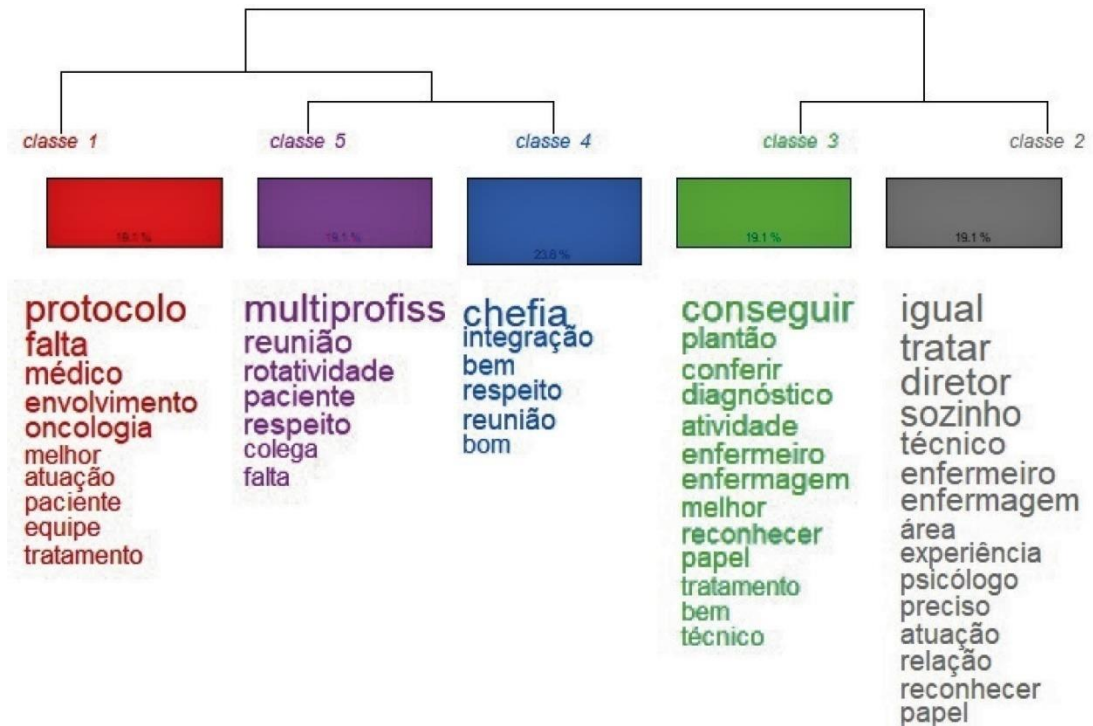 classe 1
classe 5
classe 4
classe 3
classe 2
19.1 %
19.1 %
23.8 %
19.1 %
19.1 %
protocolo
falta
médico
envolvimento
oncologia
melhor
atuação
paciente
equipe
tratamento
multiprofiss
reunião
rotatividade
paciente
respeito
colega
falta
chefia
integração
bem
respeito
reunião
bom
conseguir
plantão
conferir
diagnóstico
atividade
enfermeiro
enfermagem
melhor
reconhecer
papel
tratamento
bem
técnico
igual
tratar
diretor
sozinho
técnico
enfermeiro
enfermagem
área
experiência
psicólogo
preciso
atuação
relação
reconhecer
papel